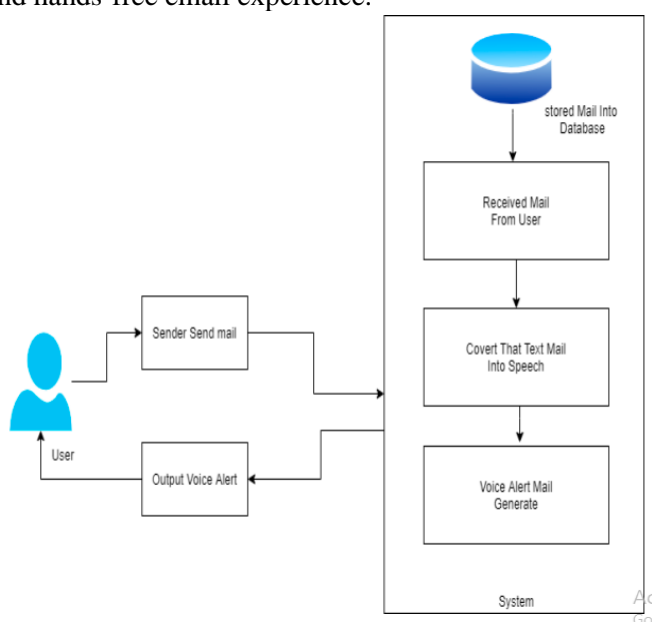 nd hands-free email experience.
stored Mail Into
Database
Received Mail
From User
Sender Send mail
Covert That Text Mail
Into Speech
User
Output Voice Alert
Voice Alert Mail
Generate
System